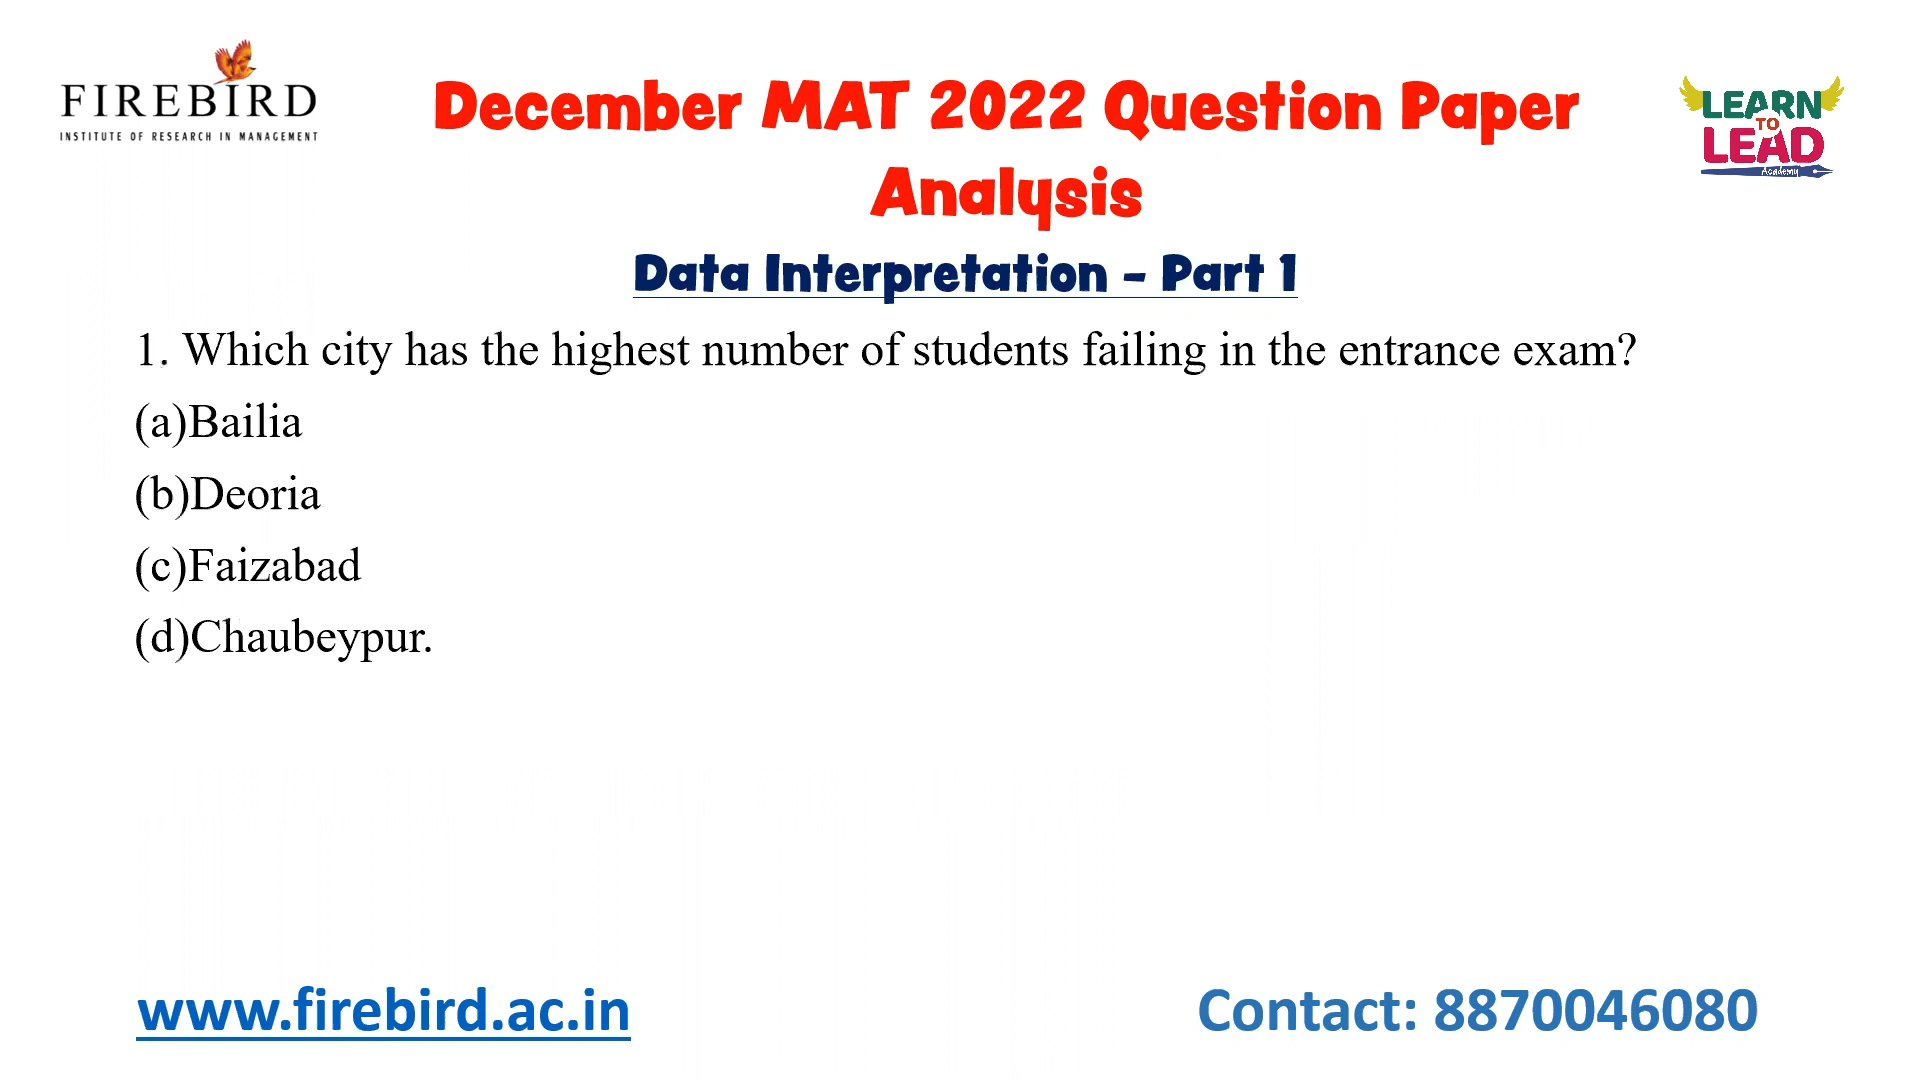 FIREBIRD
INSTITUTE OF RESEARCH IN MANAGEMENT
December MAT 2022 Question Paper
Analysis
LEARN
TO
LEAD
Academy
Data Interpretation – Part 1
1. Which city has the highest number of students failing in the entrance exam?
(a)Bailia
(b)Deoria
(c)Faizabad
(d)Chaubeypur.
www.firebird.ac.in
Contact: 8870046080